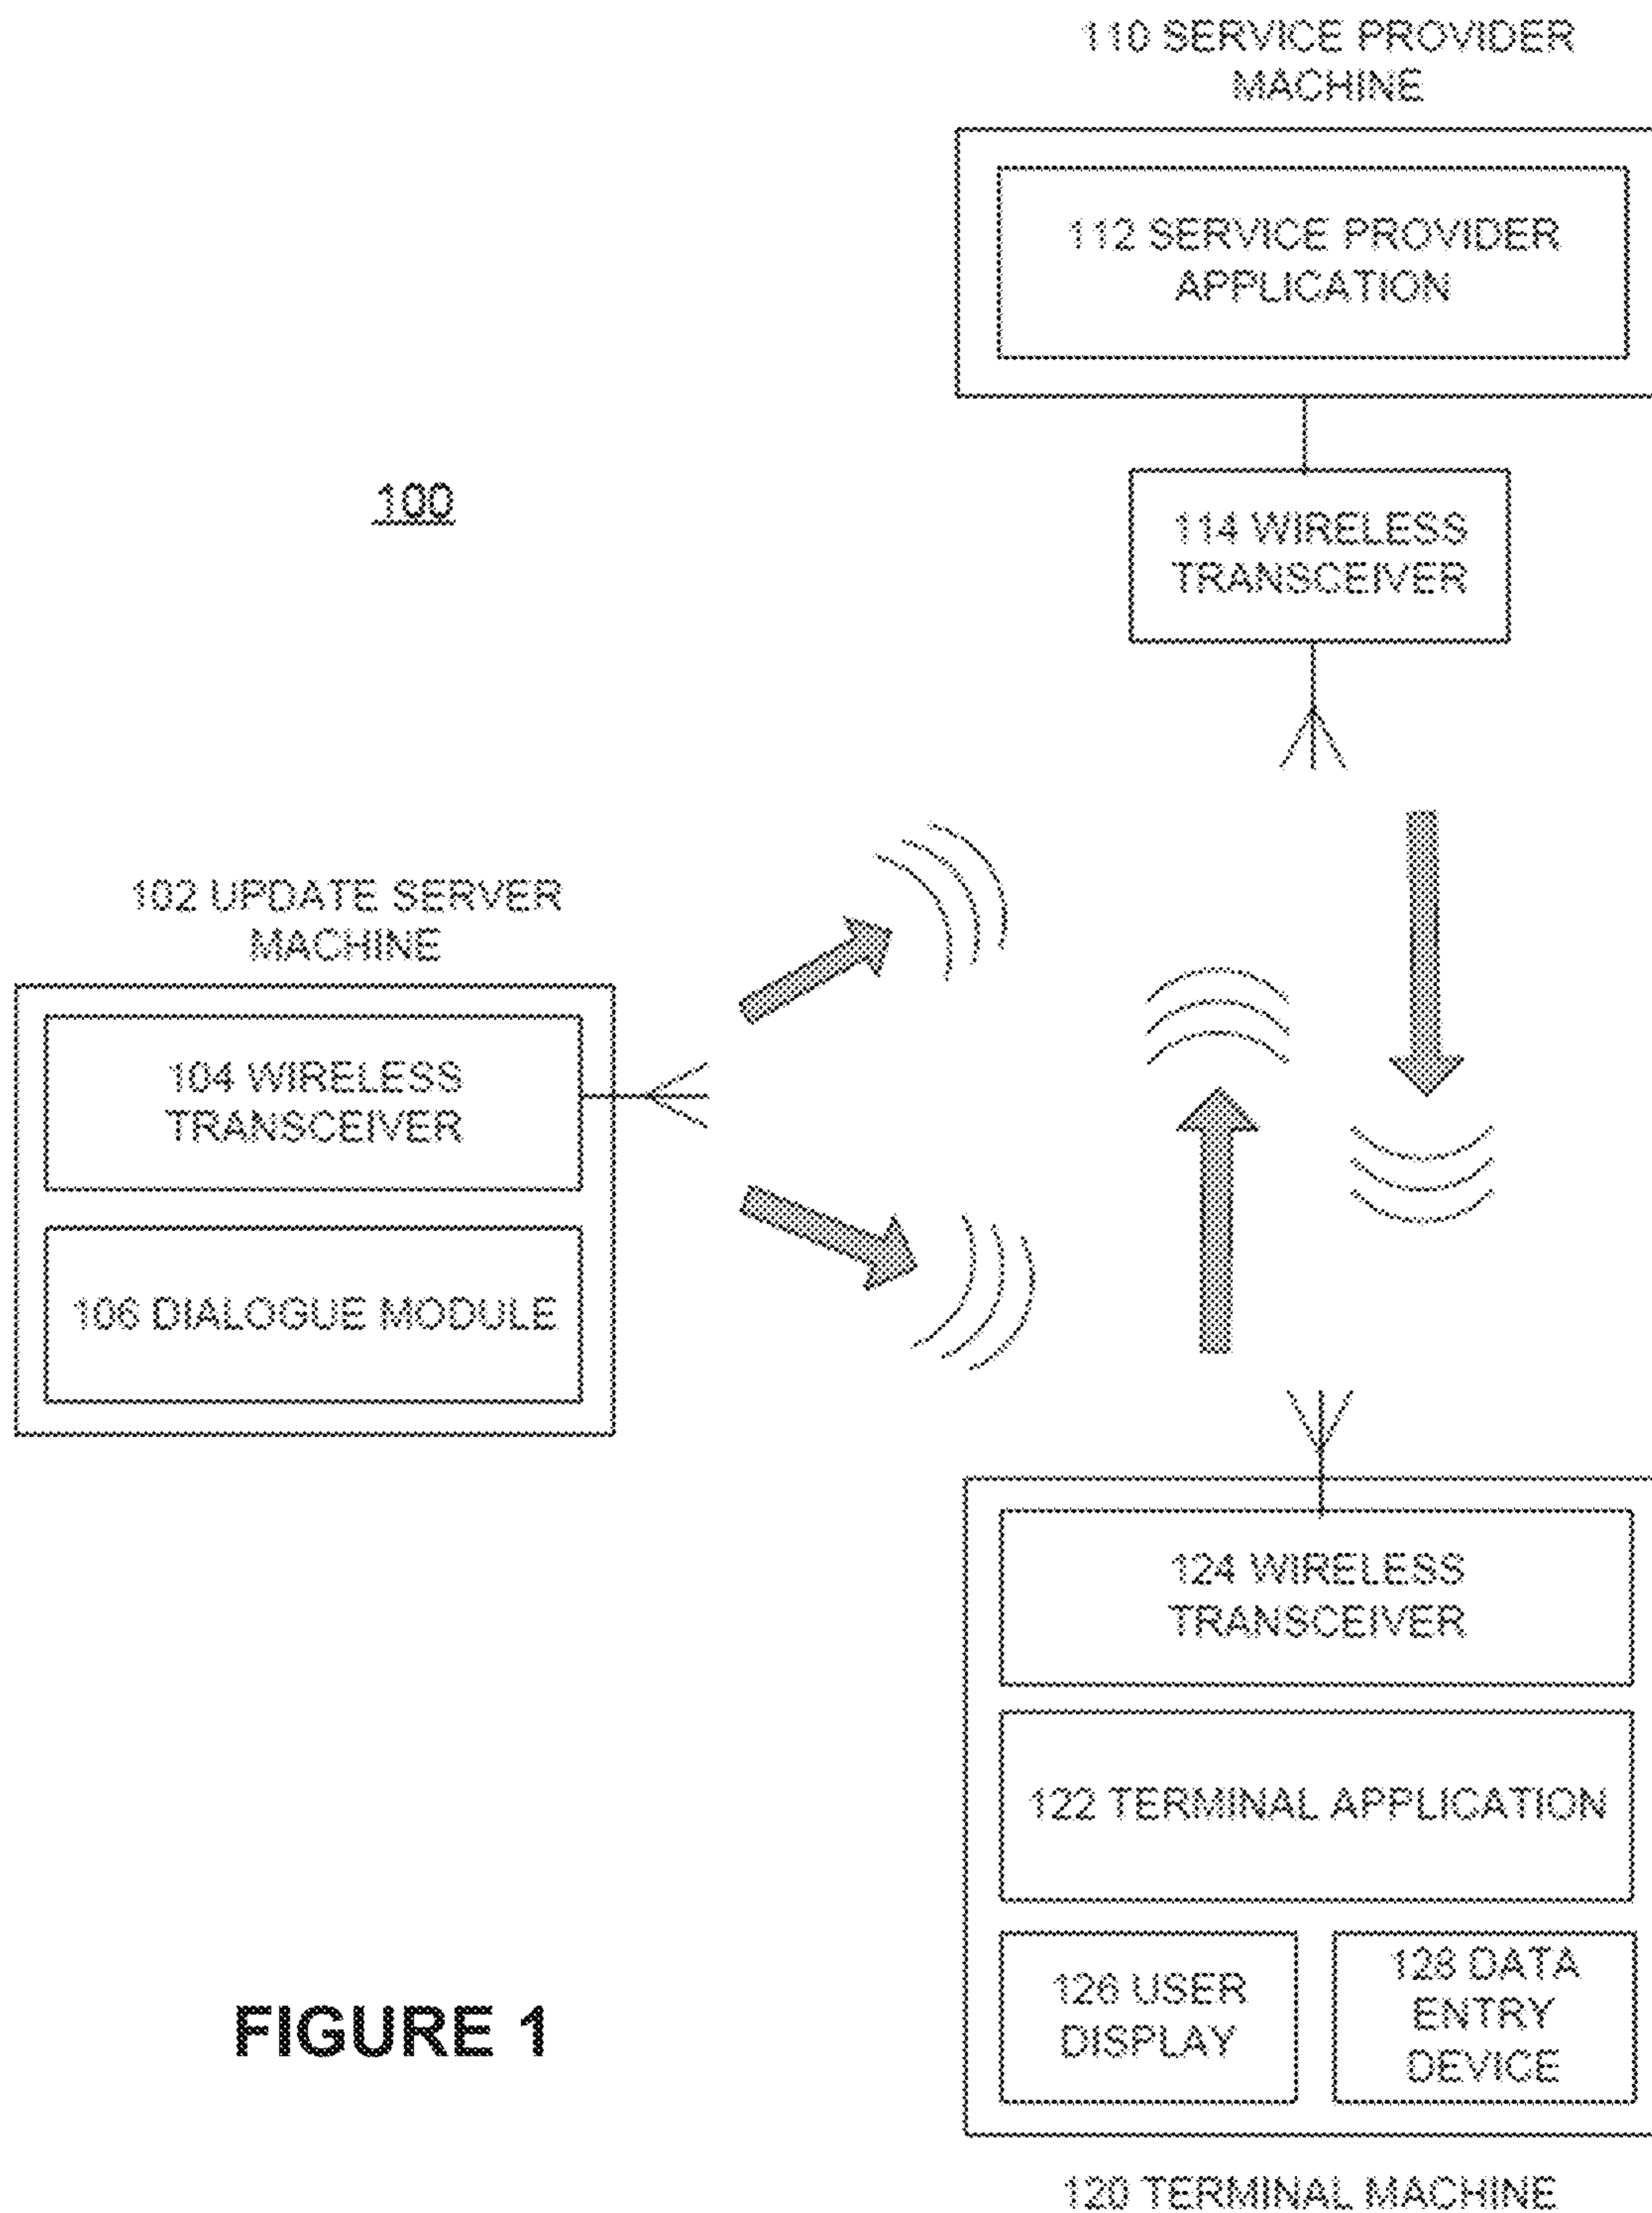 110 SERVICE PROVIDER
MACHINE
112 SERVICE PROVIDER
APPLICATION
100
114 WIRELESS
TRANSCEIVER
102 UPDATE SERVER
MACHINE
104 WIRELESS
TRANSCEIVER
106 DIALOGUE MODULE
124 WIRELESS
TRANSCEIVER
122 TERMINAL APPLICATION
126 USER
DISPLAY
128 DATA
ENTRY
DEVICE
FIGURE 1
120 TERMINAL MACHINE